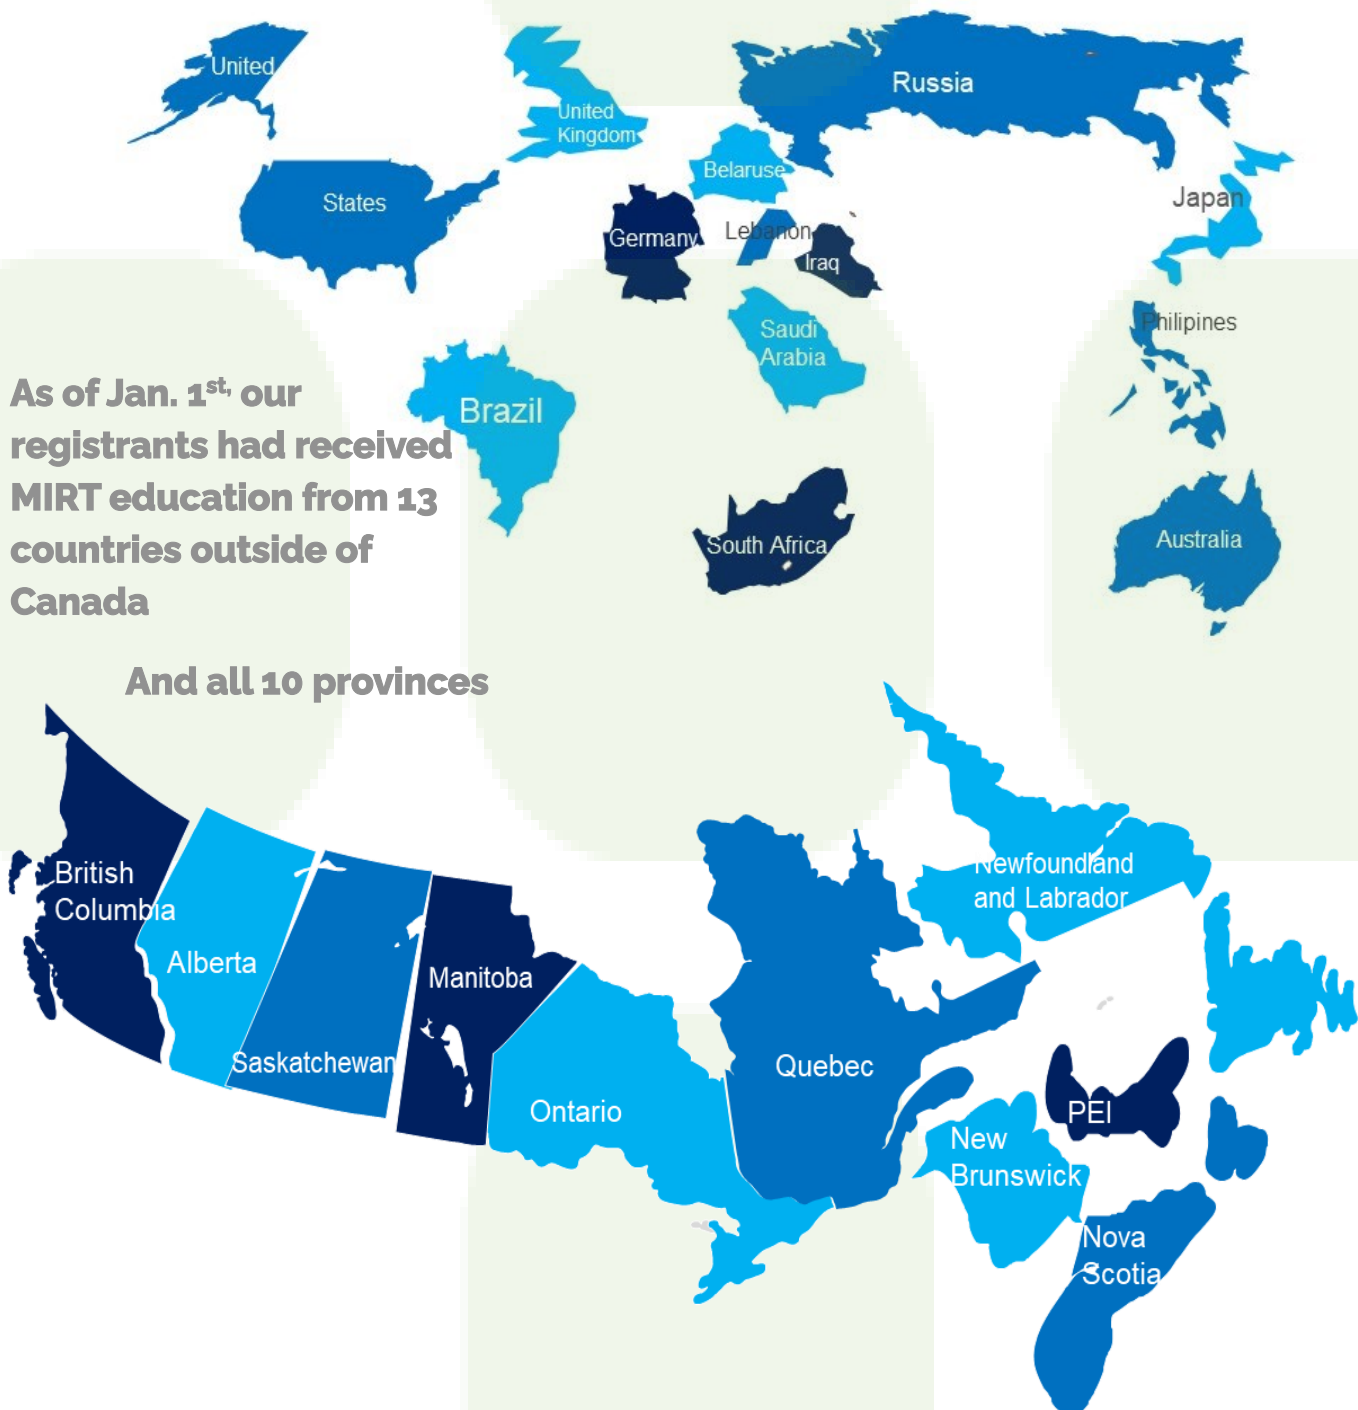 United
States
United
Kingdom
Russia
Belaruse
Germany
Lebanon
Iraq
Japan
Saudi
Arabia
Philipines
Brazil
South Africa
Australia
As of Jan. 1st, our
registrants had received
MIRT education from 13
countries outside of
Canada
And all 10 provinces
British
Columbia
Alberta
Saskatchewan
Manitoba
Ontario
Quebec
Newfoundland
and Labrador
PEI
New
Brunswick
Nova
Scotia